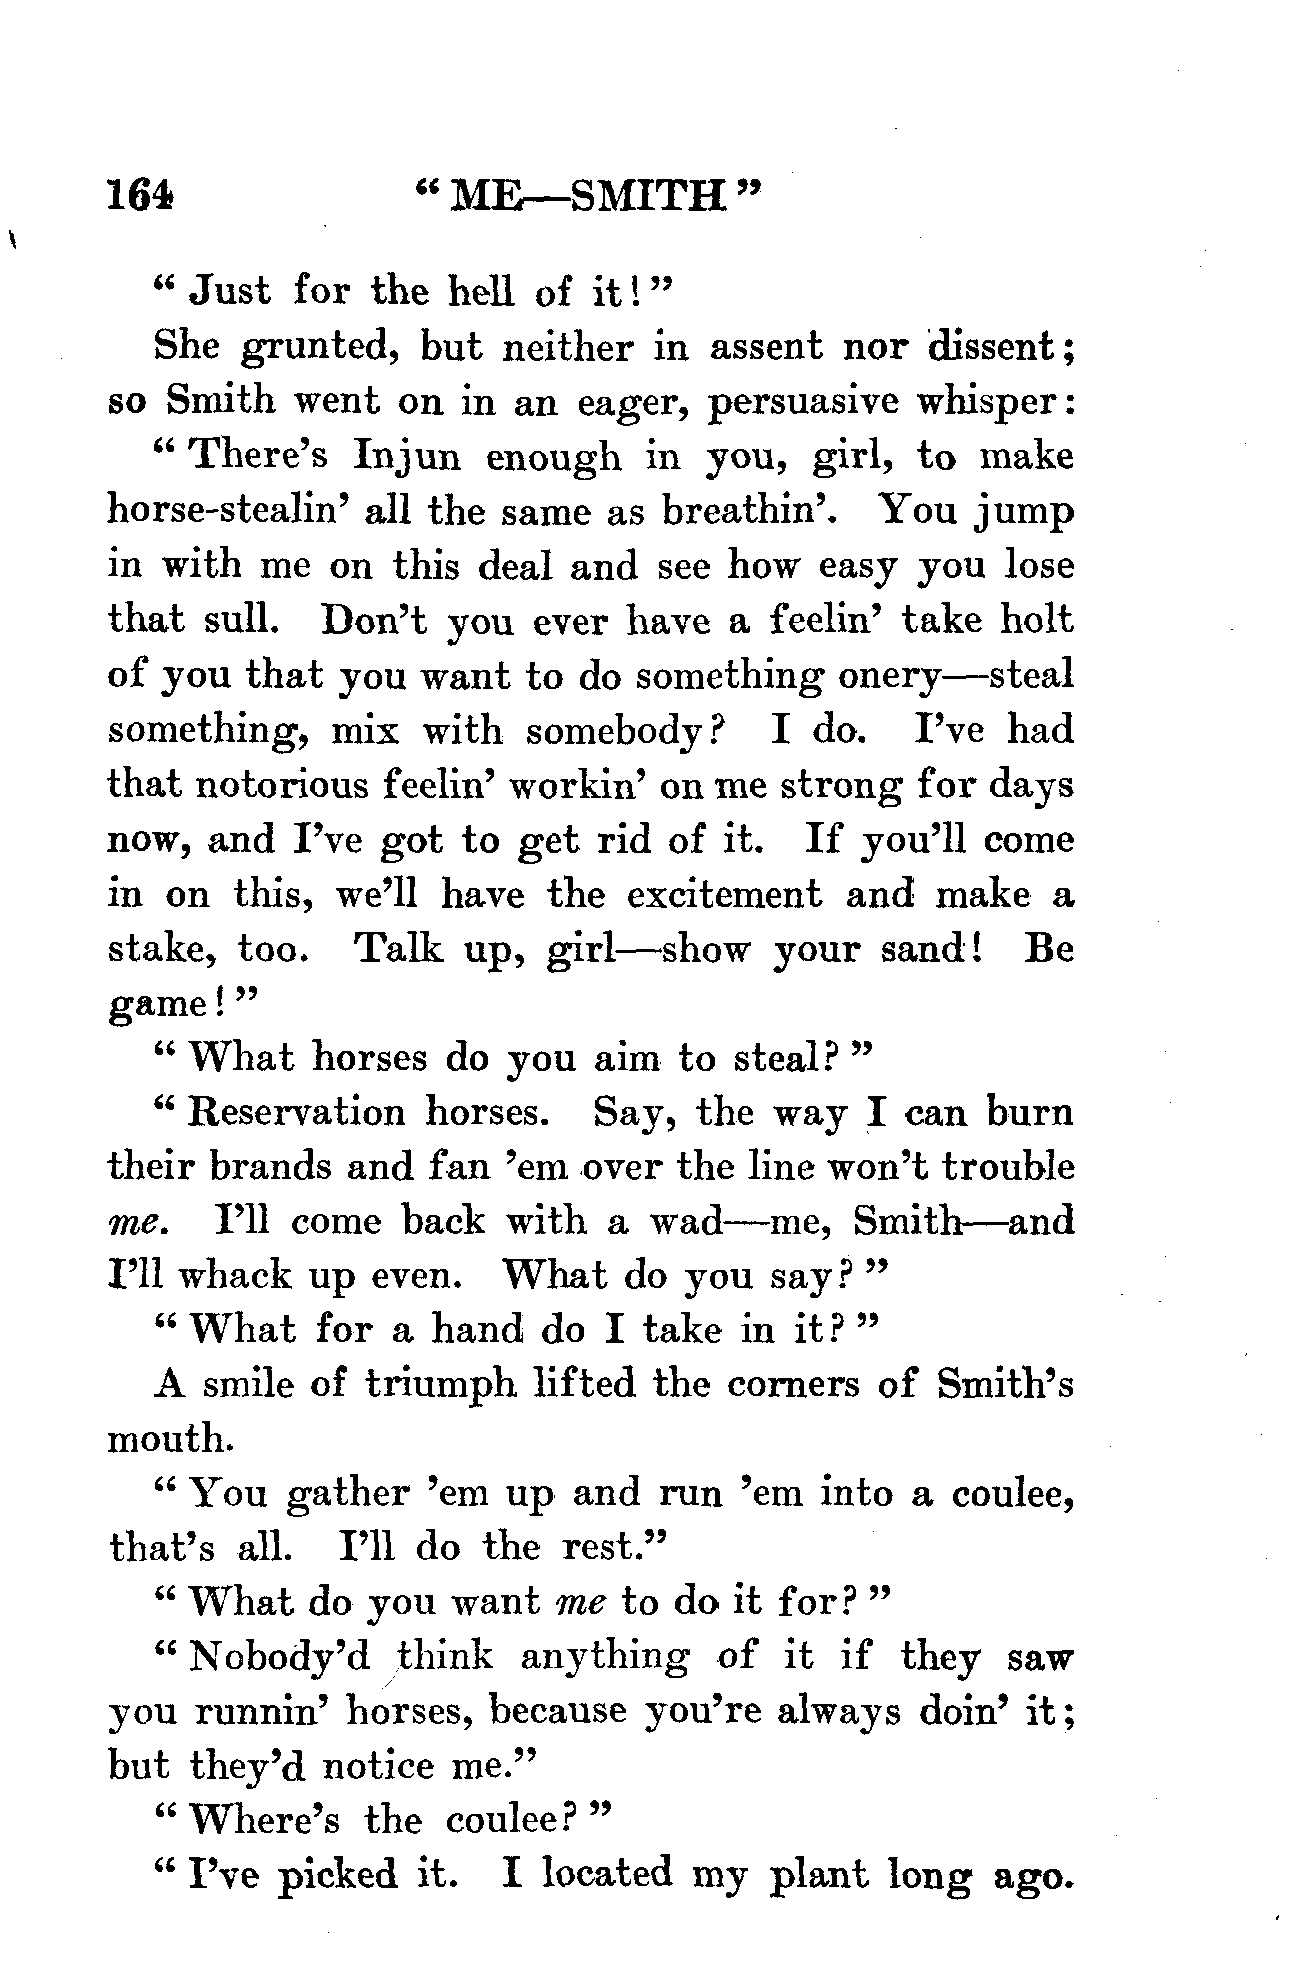 164 “ ME—SMITH ”
“ Just for the hell of it! ”
She grunted, but neither in assent nor dissent;
so Smith went on in an eager, persuasive whisper:
“ There’s Injun enough in you, girl, to make
horse-stealin’ all the same as breathin’. You jump
in with me on this deal and see how easy you lose
that sull. Don’t you ever have a feelin’ take holt
of you that you want to do something onery—steal
something, mix with somebody? I do. I’ve had
that notorious feelin’ workin’ on me strong for days
now, and I’ve got to get rid of it. If you’ll come
in on this, we’ll have the excitement and make a
stake, too. Talk up, girl—show your sand! Be
game! ”
“ What horses do you aim to steal? ”
“ Reservation horses. Say, the way I can burn
their brands and fan ’em over the line won’t trouble
me. I’ll come back with a wad—me, Smith—and
I’ll whack up even. What do you say? ”
“ What for a hand do I take in it? ”
A smile of triumph lifted the corners of Smith’s
mouth.
“ You gather ’em up and run ’em into a coulee,
that’s all. I’ll do the rest.”
“ What do you want me to do it for? ”
“ Nobody’d think anything of it if they saw
you runnin’ horses, because you’re always doin’ it;
but they’d notice me.”
“ Where’s the coulee? ”
“ I’ve picked it. I located my plant long ago.